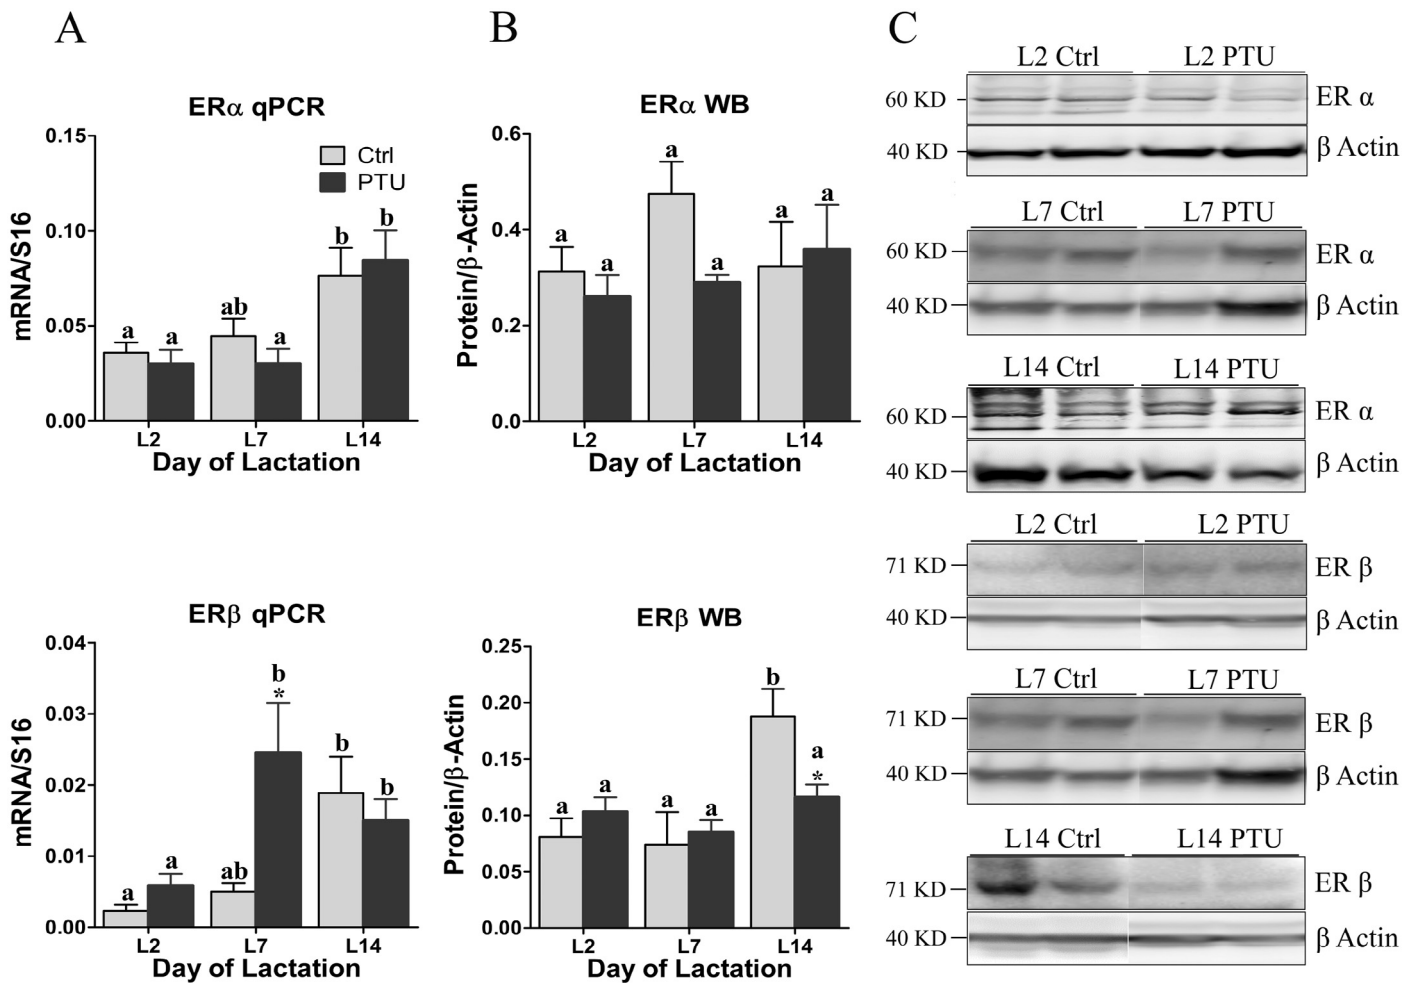 A
ERα qPCR
mRNA/S16
0.15
0.10
0.05
0.00
Ctrl
PTU
a a ab a b b
L2 L7 L14
Day of Lactation
ERβ qPCR
mRNA/S16
0.04
0.03
0.02
0.01
0.00
a a ab b * b b
L2 L7 L14
Day of Lactation
B
ERα WB
Protein/β-Actin
0.6
0.4
0.2
0.0
a a a a a a
L2 L7 L14
Day of Lactation
ERβ WB
Protein/β-Actin
0.25
0.20
0.15
0.10
0.05
0.00
a a a a b a *
L2 L7 L14
Day of Lactation
C
L2 Ctrl L2 PTU
60 KD ER α
40 KD β Actin
L7 Ctrl L7 PTU
60 KD ER α
40 KD β Actin
L14 Ctrl L14 PTU
60 KD ER α
40 KD β Actin
L2 Ctrl L2 PTU
71 KD ER β
40 KD β Actin
L7 Ctrl L7 PTU
71 KD ER β
40 KD β Actin
L14 Ctrl L14 PTU
71 KD ER β
40 KD β Actin